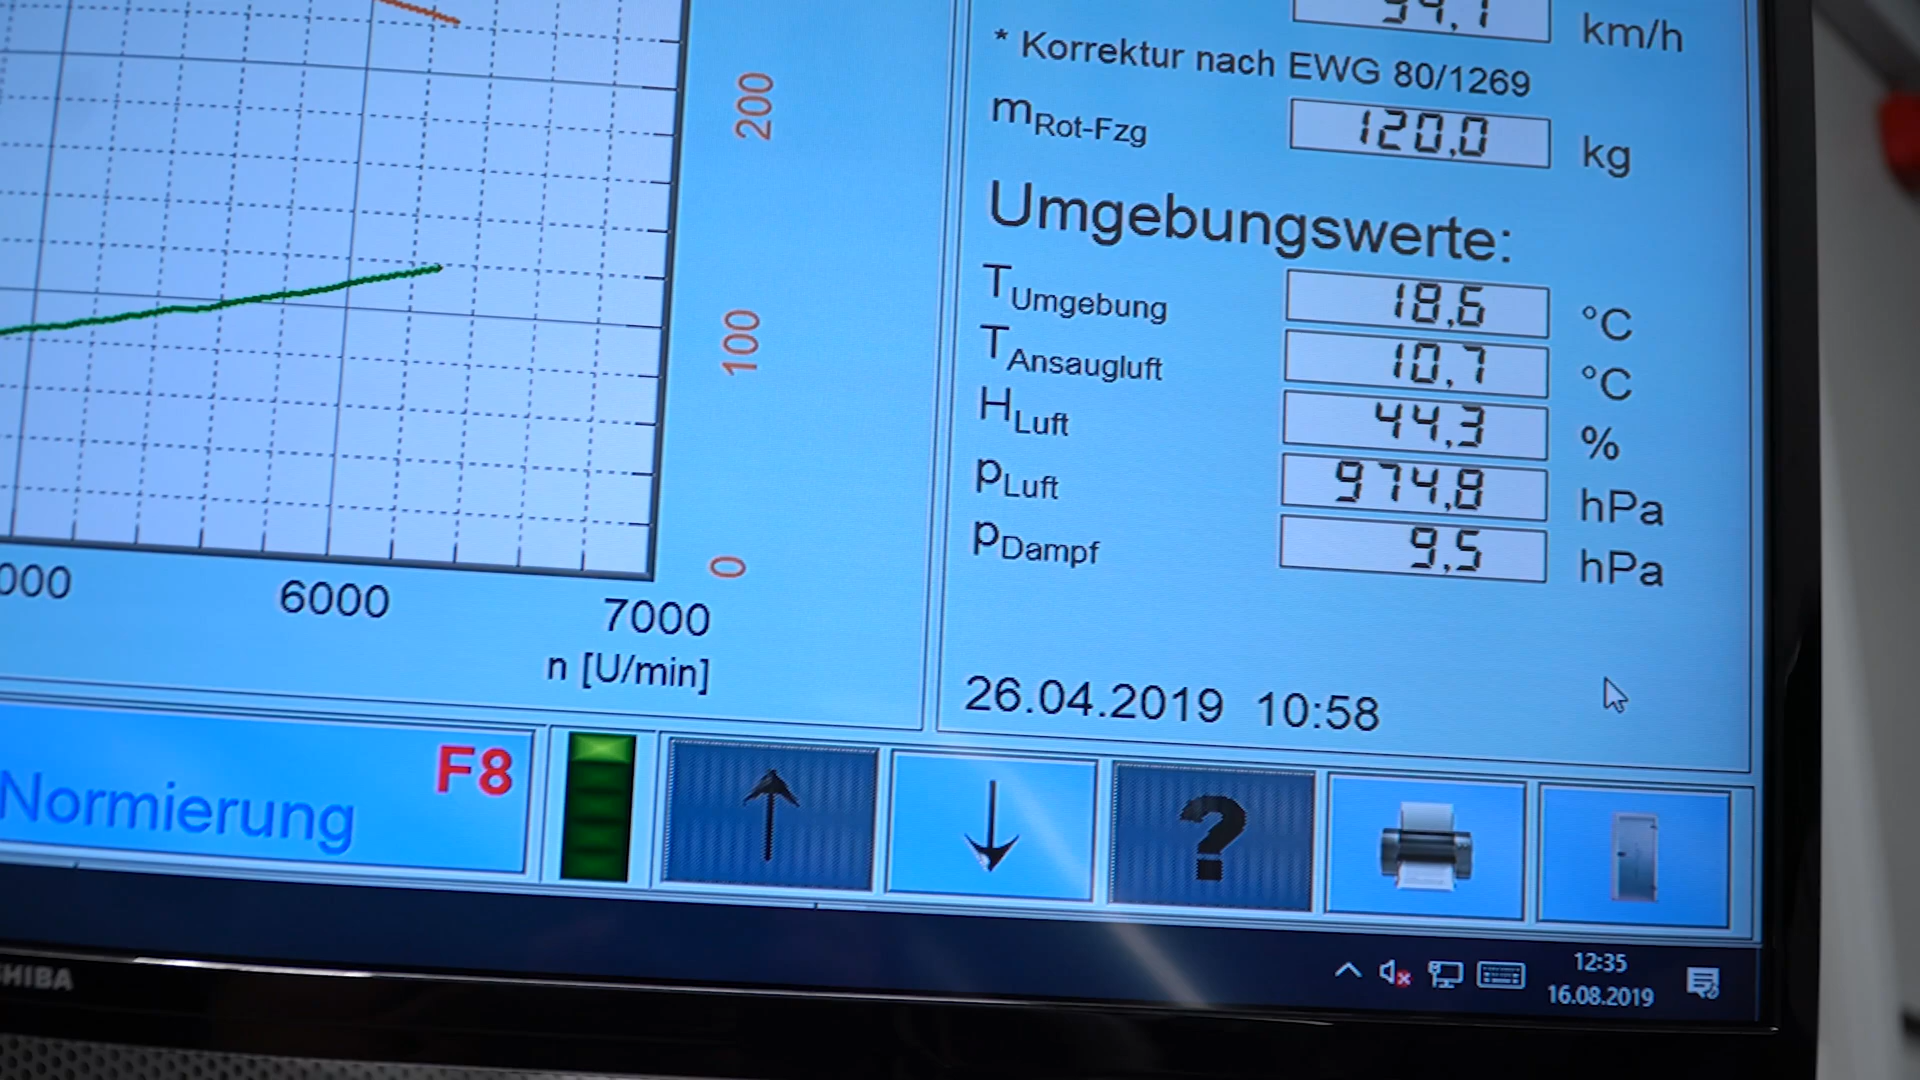 km/h
* Korrektur nach EWG 80/1269
mRot-Fzg 120,0 kg
Umgebungswerte:
TUmgebung 18,6 °C
TAnsaugluft 10,7 °C
HLuft 44,3 %
pLuft 974,8 hPa
pDampf 9,5 hPa
26.04.2019 10:58
200
100
0
000 6000 7000
n [U/min]
Normierung F8
?
12:35
16.08.2019